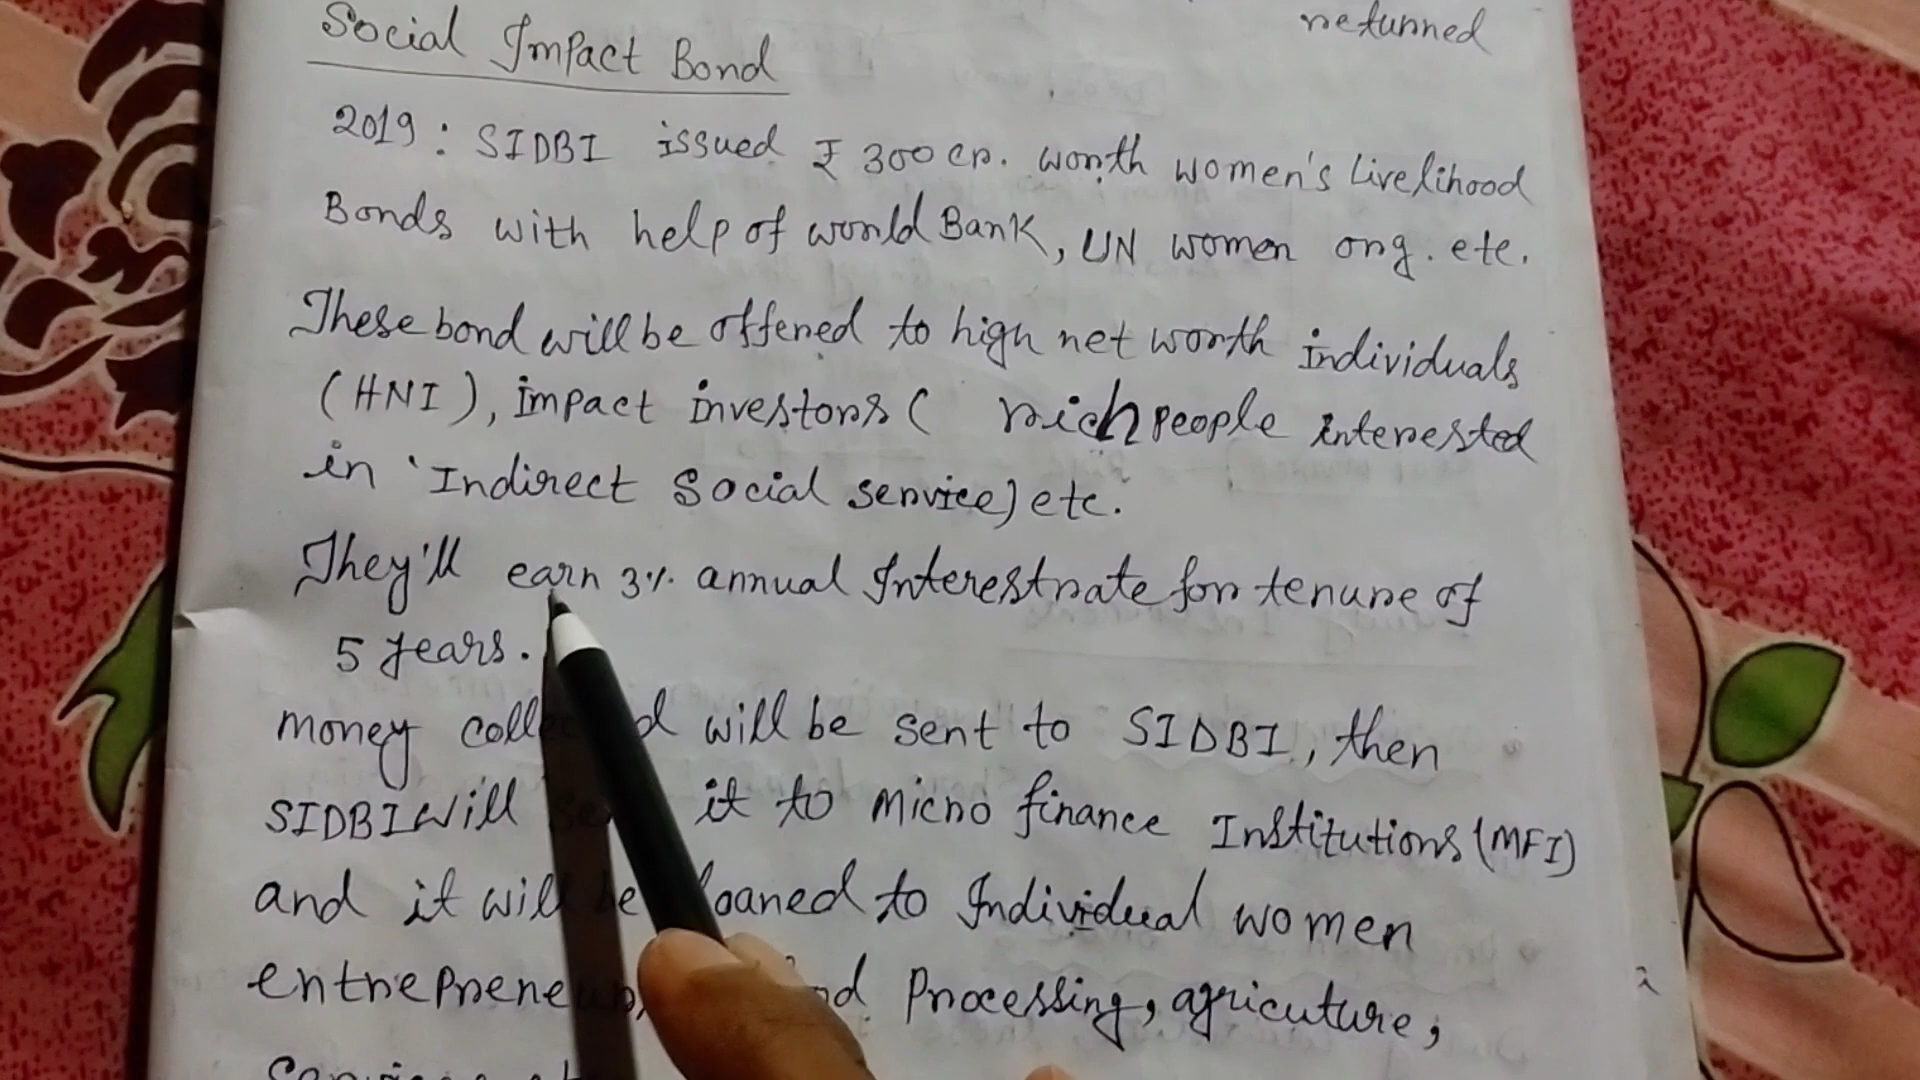 returned
Social Impact Bond
2019: SIDBI issued ₹ 300 cr. worth women's Livelihood
Bonds with help of world Bank, UN women org. etc.
These bond will be offered to high net worth individuals
(HNI), impact investors ( rich people interested
in 'Indirect Social service) etc.
They'll earn 3% annual Interest rate for tenure of
5 years.
money will be sent to SIDBI, then
SIDBI will it to micro finance Institutions (MFI)
and it will be loaned to Individual women
Processing, agricuture,